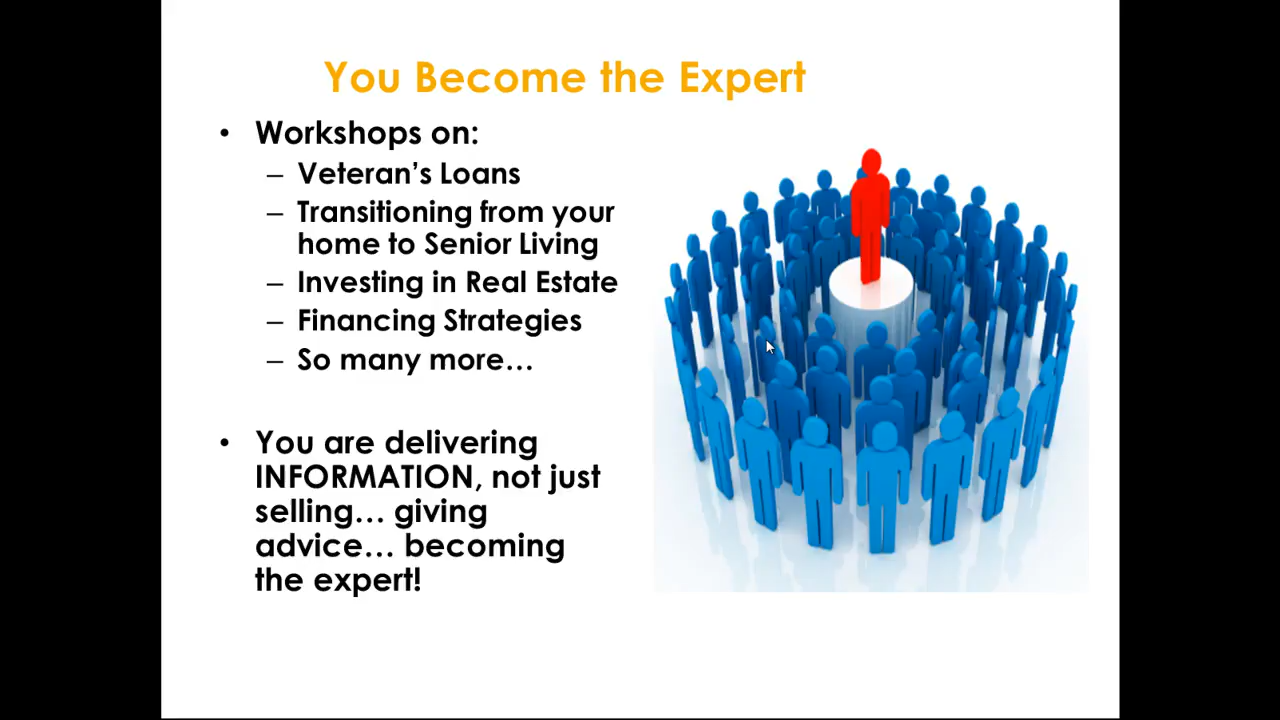 You Become the Expert
• Workshops on:
– Veteran’s Loans
– Transitioning from your
home to Senior Living
– Investing in Real Estate
– Financing Strategies
– So many more…
• You are delivering
INFORMATION, not just
selling… giving
advice… becoming
the expert!